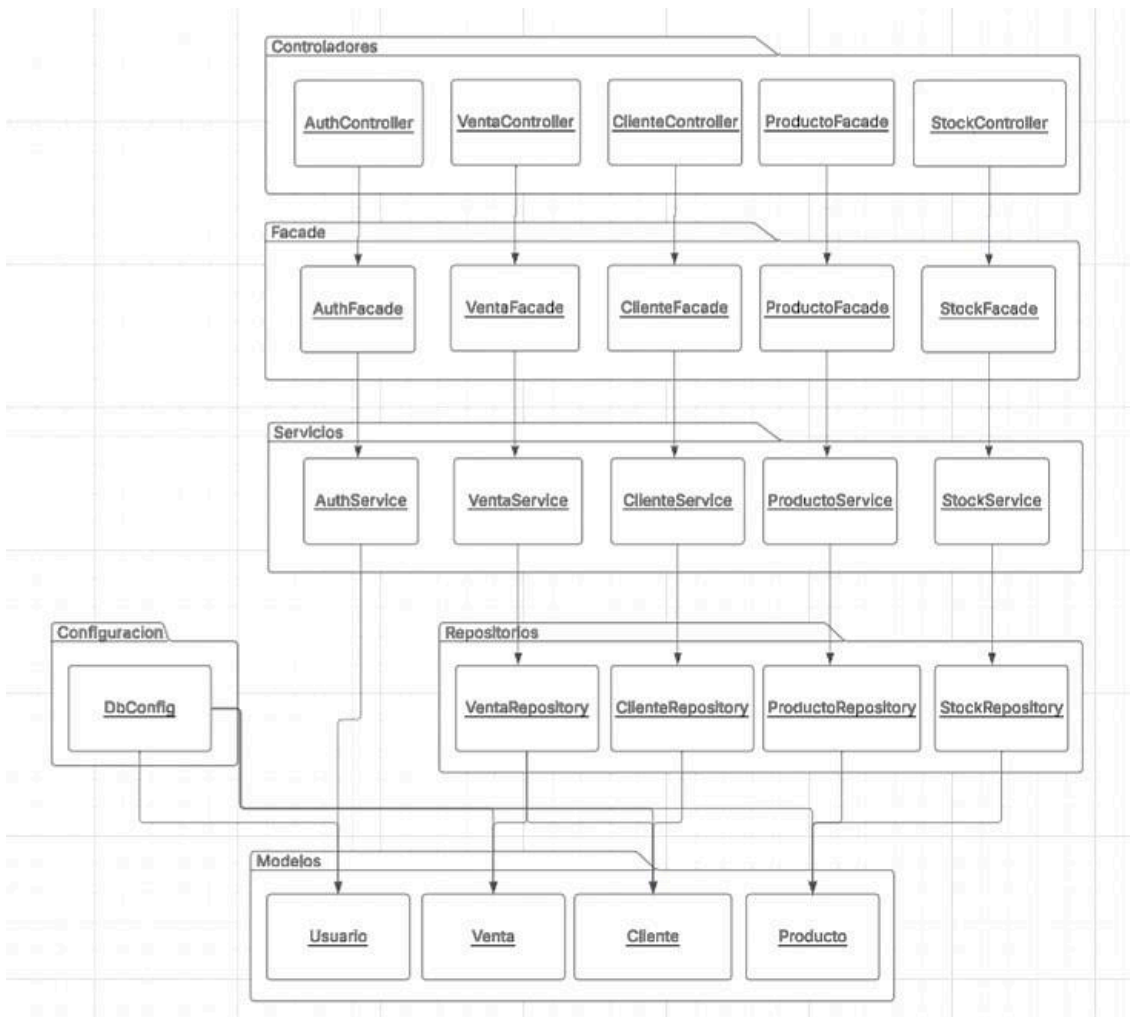 Controladores
AuthController
VentaController
ClienteController
ProductoFacade
StockController
Facade
AuthFacade
VentaFacade
ClienteFacade
ProductoFacade
StockFacade
Servicios
AuthService
VentaService
ClienteService
ProductoService
StockService
Configuracion
DbConfig
Repositorios
VentaRepository
ClienteRepository
ProductoRepository
StockRepository
Modelos
Usuario
Venta
Cliente
Producto